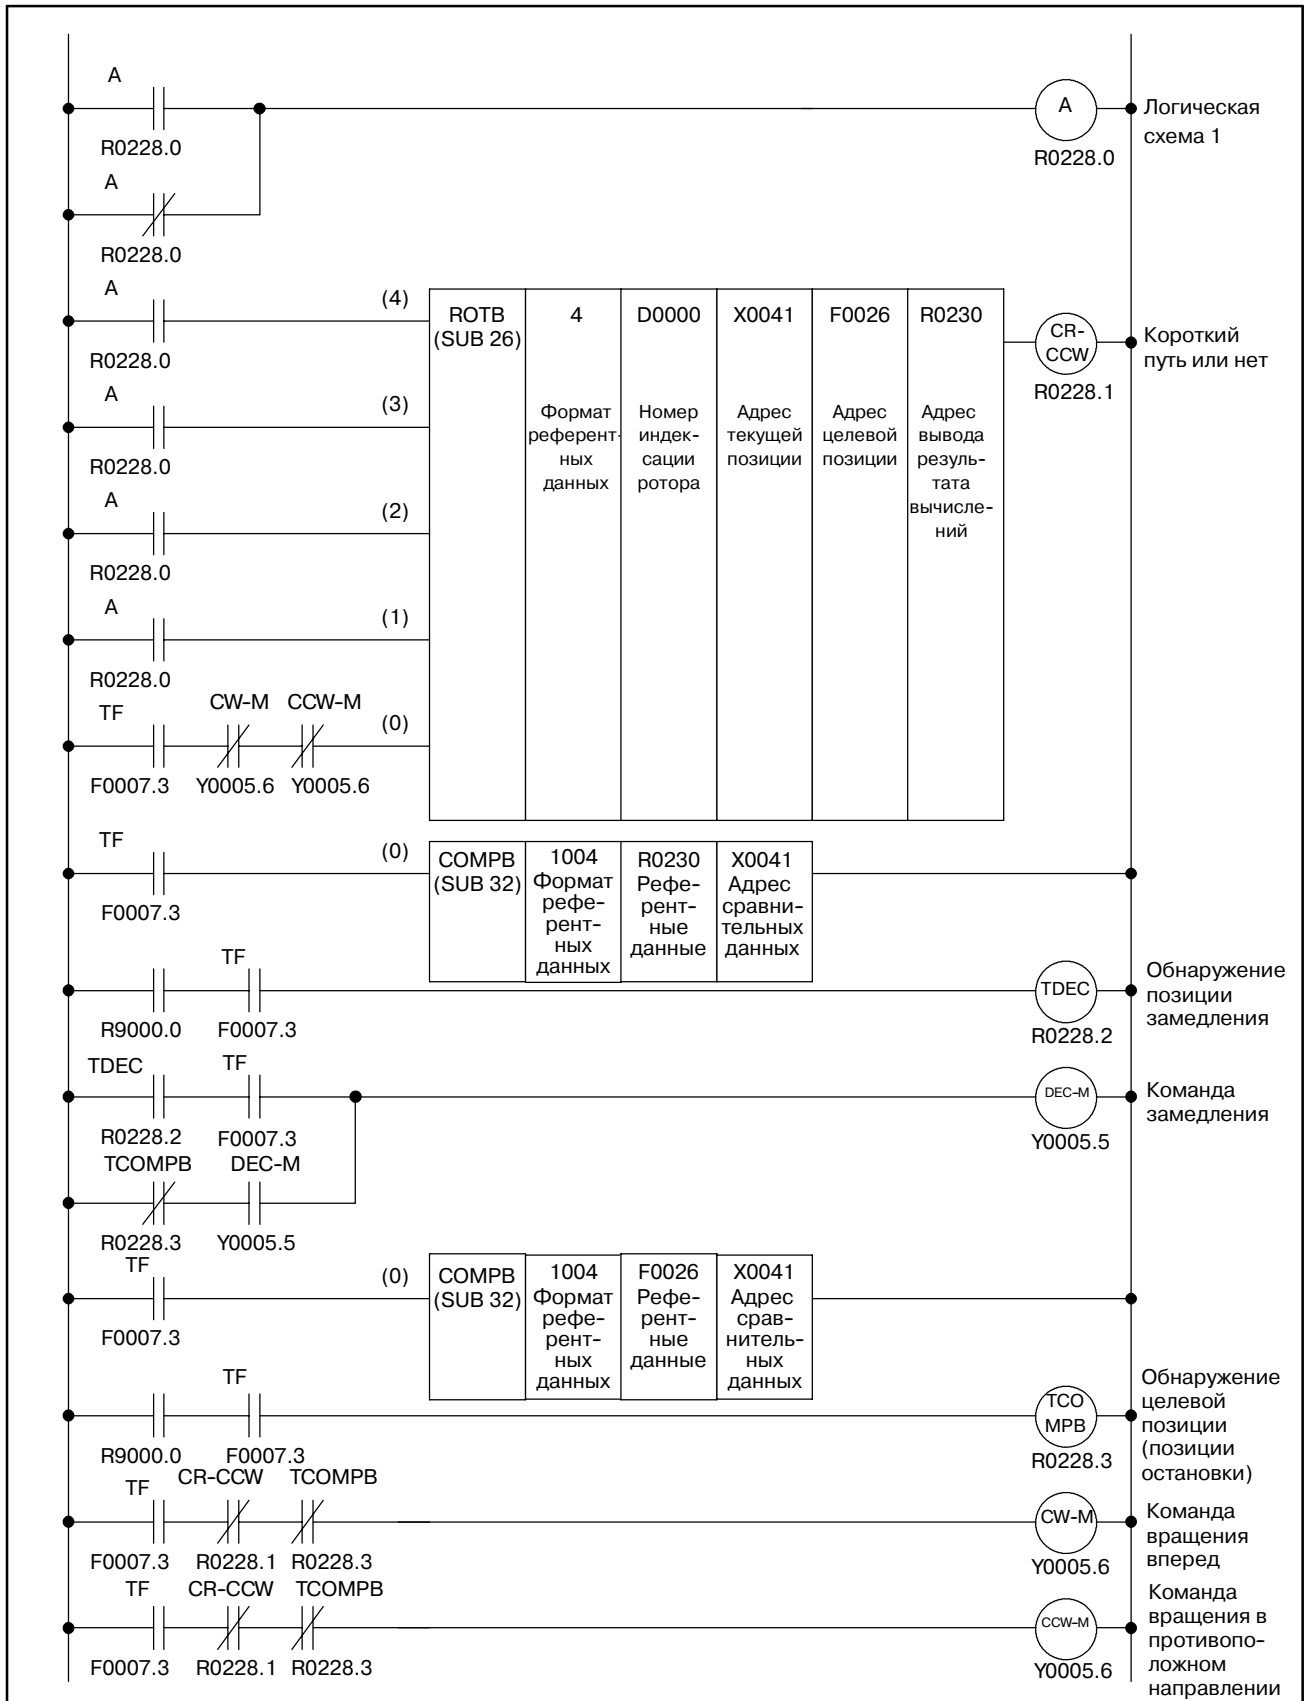 A
R0228.0
A
R0228.0
Логическая
схема 1
A
R0228.0
A
R0228.0
(4)
A
R0228.0
(3)
A
R0228.0
(2)
A
R0228.0
(1)
TF
F0007.3
CW-M
Y0005.6
CCW-M
Y0005.6
(0)
ROTB
(SUB 26)
4
Формат
референт-
ных
данных
D0000
Номер
индек-
сации
ротора
X0041
Адрес
текущей
позиции
F0026
Адрес
целевой
позиции
R0230
Адрес
вывода
резуль-
тата
вычисле-
ний
CR-
CCW
R0228.1
Короткий
путь или нет
TF
F0007.3
(0)
COMPB
(SUB 32)
1004
Формат
рефе-
рент-
ных
данных
R0230
Рефе-
рент-
ные
данные
X0041
Адрес
сравни-
тельных
данных
R9000.0
TF
F0007.3
TDEC
R0228.2
Обнаружение
позиции
замедления
TDEC
R0228.2
TF
F0007.3
DEC-M
Y0005.5
Команда
замедления
TCOMPB
R0228.3
DEC-M
Y0005.5
TF
F0007.3
(0)
COMPB
(SUB 32)
1004
Формат
рефе-
рент-
ных
данных
F0026
Рефе-
рент-
ные
данные
X0041
Адрес
срав-
нитель-
ных
данных
R9000.0
TF
F0007.3
TCO
MPB
R0228.3
Обнаружение
целевой
позиции
(позиции
остановки)
TF
F0007.3
CR-CCW
R0228.1
TCOMPB
R0228.3
CW-M
Y0005.6
Команда
вращения
вперед
TF
F0007.3
CR-CCW
R0228.1
TCOMPB
R0228.3
CCW-M
Y0005.6
Команда
вращения в
противопо-
ложном
направлении